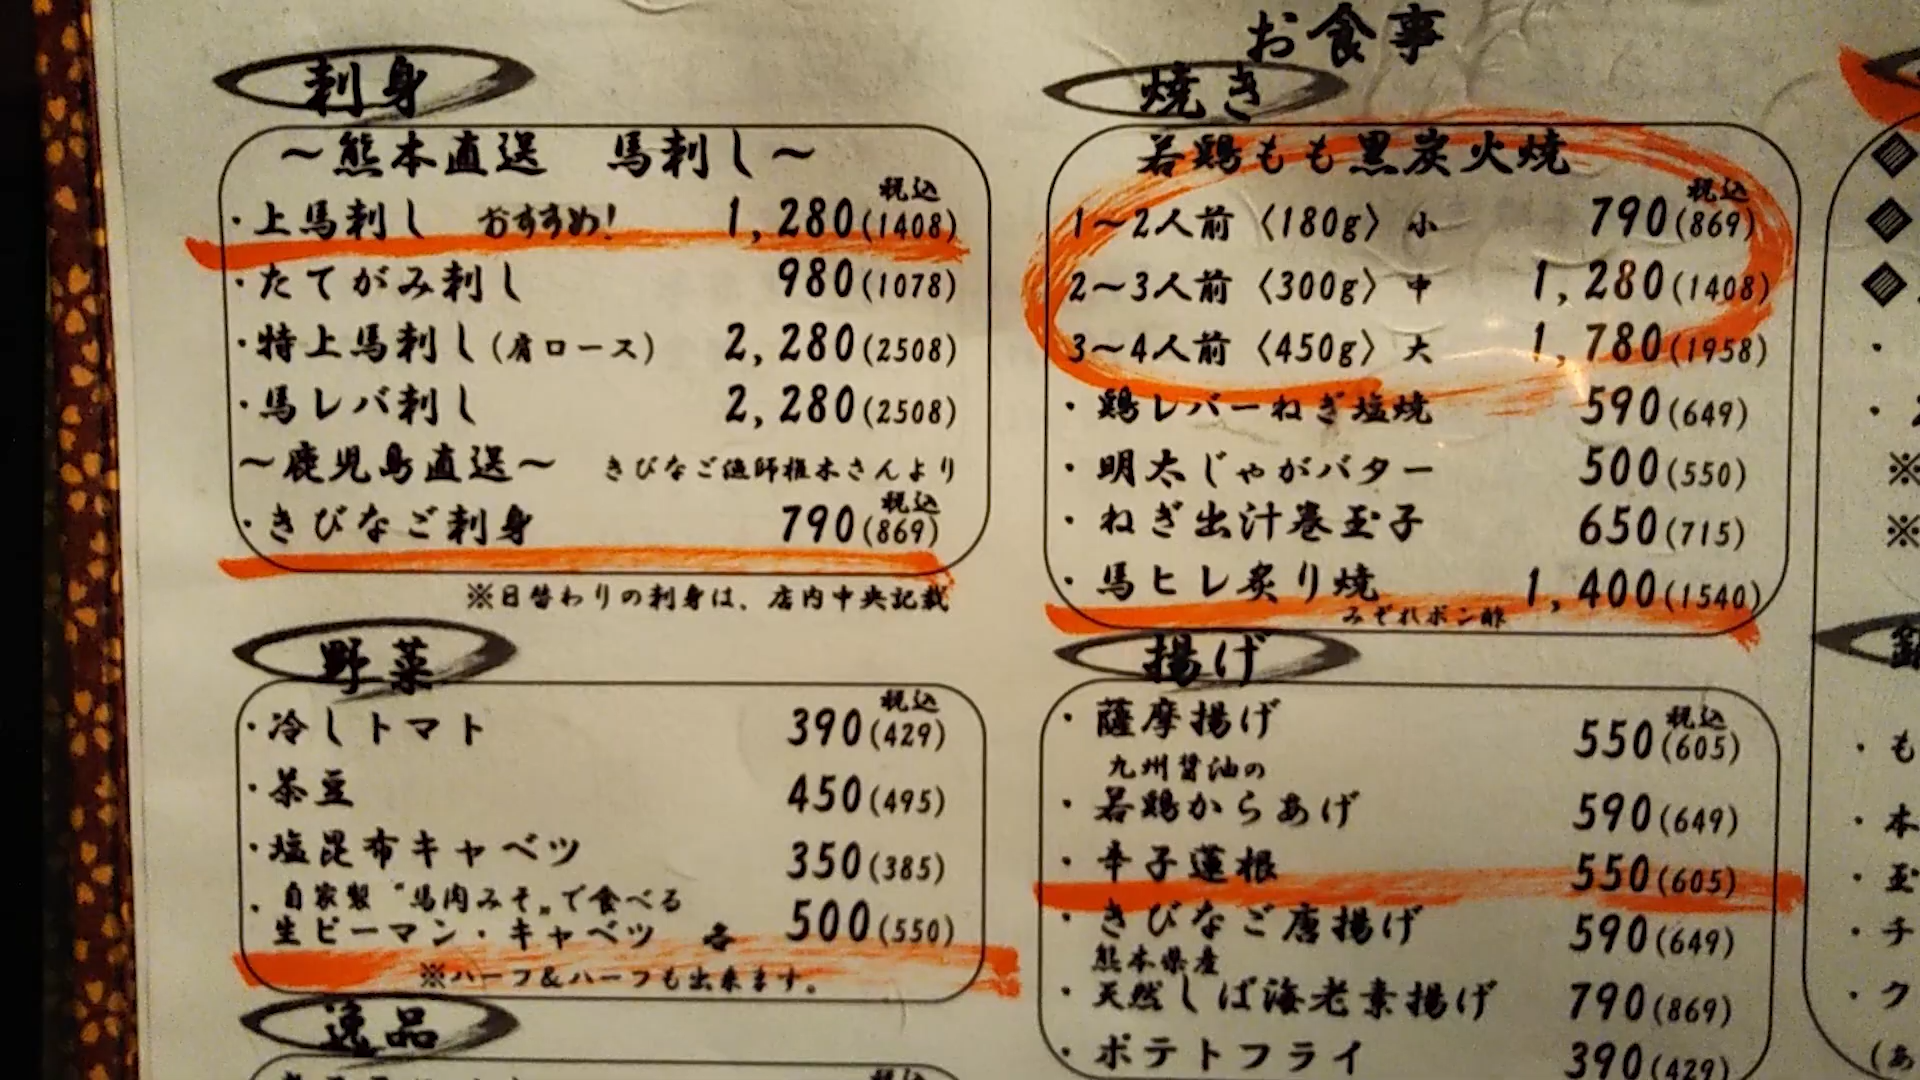 お食事
刺身
～熊本直送 馬刺し～
税込
・上馬刺し おすすめ! 1,280(1408)
・たてがみ刺し 980(1078)
・特上馬刺し(肩ロース) 2,280(2508)
・馬レバ刺し 2,280(2508)
～鹿児島直送～ きびなご漁師椎木さんより
税込
・きびなご刺身 790(869)
※日替わりの刺身は、店内中央記載
野菜
税込
・冷しトマト 390(429)
・茶豆 450(495)
・塩昆布キャベツ 350(385)
・自家製“馬肉みそ„で食べる
生ピーマン・キャベツ 各 500(550)
※ハーフ&ハーフも出来ます。
逸品
税込
焼き
若鶏もも黒炭火焼
税込
1～2人前〈180g〉小 790(869)
2～3人前〈300g〉中 1,280(1408)
3～4人前〈450g〉大 1,780(1958)
・鶏レバーねぎ塩焼 590(649)
・明太じゃがバター 500(550)
・ねぎ出汁巻玉子 650(715)
・馬ヒレ炙り焼 1,400(1540)
みぞれポン酢
揚げ
税込
・薩摩揚げ 550(605)
九州醤油の
・若鶏からあげ 590(649)
・辛子蓮根 550(605)
・きびなご唐揚げ 590(649)
熊本県産
・天然しば海老素揚げ 790(869)
・ポテトフライ 390(429)
※
※
・も
・本
・玉
・チ
・ク
(あ